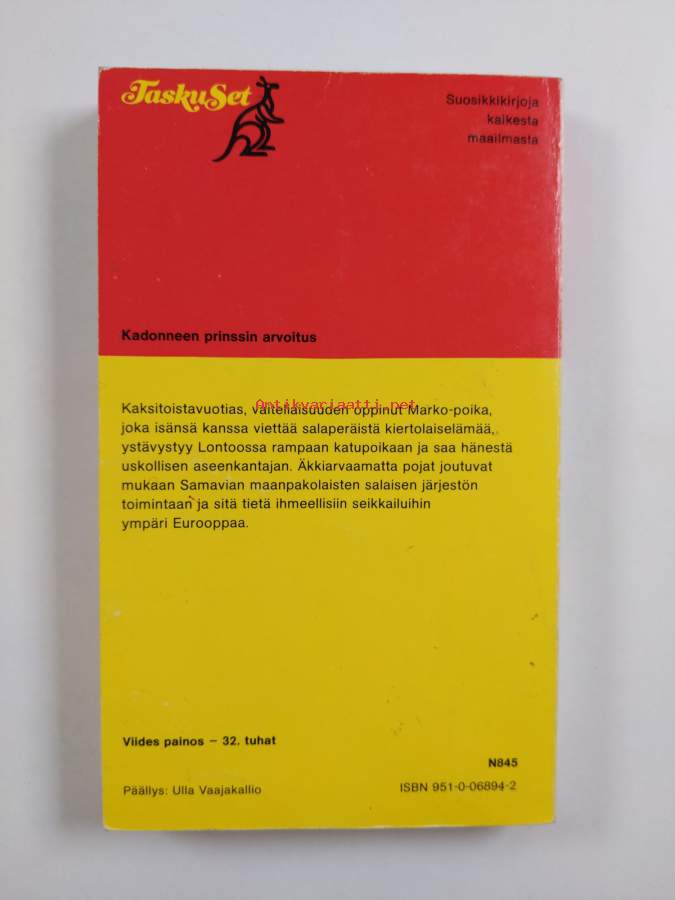 TaskuSet
Suosikkikirjoja
kaikesta
maailmasta
Kadonneen prinssin arvoitus
Antikvariaatti.net
Kaksitoistavuotias, vaiteliaisuuden oppinut Marko-poika,
joka isänsä kanssa viettää salaperäistä kiertolaiselämää,
ystävystyy Lontoossa rampaan katupoikaan ja saa hänestä
uskollisen aseenkantajan. Äkkiarvaamatta pojat joutuvat
mukaan Samavian maanpakolaisten salaisen järjestön
toimintaan ja sitä tietä ihmeellisiin seikkailuihin
ympäri Eurooppaa.
Viides painos – 32. tuhat
N845
Päällys: Ulla Vaajakallio
ISBN 951-0-06894-2